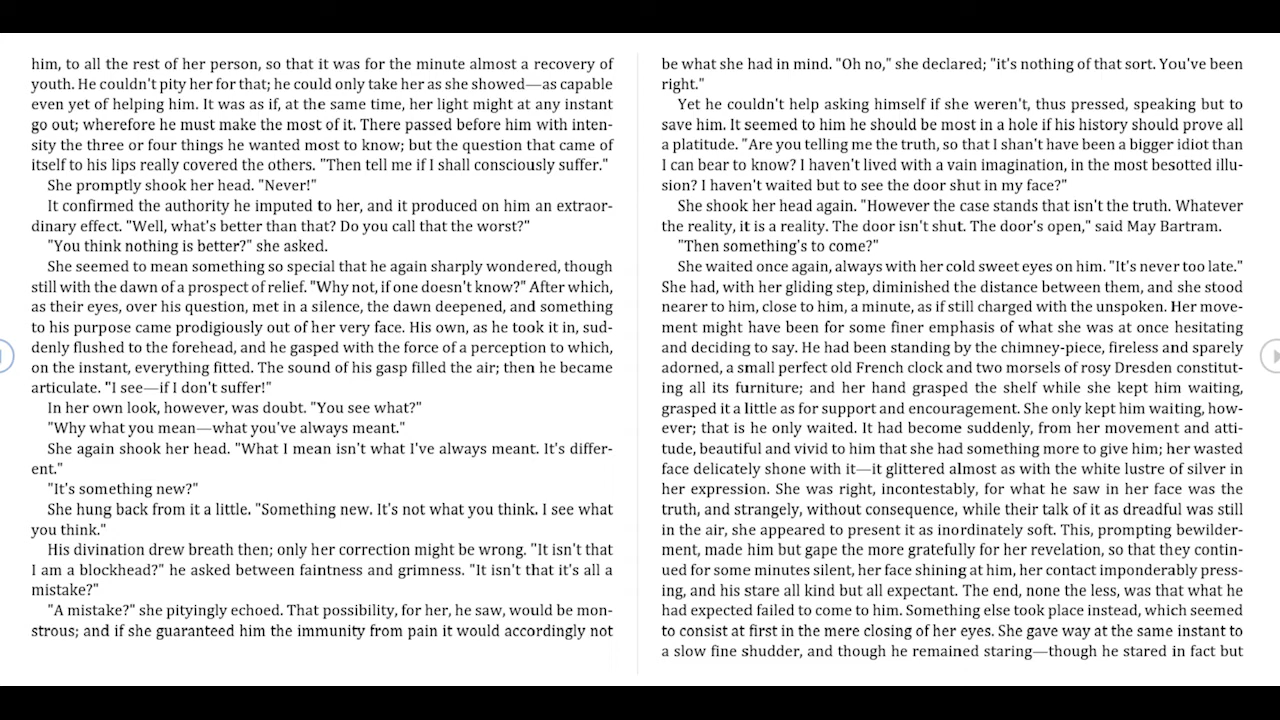 him, to all the rest of her person, so that it was for the minute almost a recovery of
youth. He couldn't pity her for that; he could only take her as she showed—as capable
even yet of helping him. It was as if, at the same time, her light might at any instant
go out; wherefore he must make the most of it. There passed before him with inten-
sity the three or four things he wanted most to know; but the question that came of
itself to his lips really covered the others. "Then tell me if I shall consciously suffer."
She promptly shook her head. "Never!"
It confirmed the authority he imputed to her, and it produced on him an extraor-
dinary effect. "Well, what's better than that? Do you call that the worst?"
"You think nothing is better?" she asked.
She seemed to mean something so special that he again sharply wondered, though
still with the dawn of a prospect of relief. "Why not, if one doesn't know?" After which,
as their eyes, over his question, met in a silence, the dawn deepened, and something
to his purpose came prodigiously out of her very face. His own, as he took it in, sud-
denly flushed to the forehead, and he gasped with the force of a perception to which,
on the instant, everything fitted. The sound of his gasp filled the air; then he became
articulate. "I see—if I don't suffer!"
In her own look, however, was doubt. "You see what?"
"Why what you mean—what you've always meant."
She again shook her head. "What I mean isn't what I've always meant. It's differ-
ent."
"It's something new?"
She hung back from it a little. "Something new. It's not what you think. I see what
you think."
His divination drew breath then; only her correction might be wrong. "It isn't that
I am a blockhead?" he asked between faintness and grimness. "It isn't that it's all a
mistake?"
"A mistake?" she pityingly echoed. That possibility, for her, he saw, would be mon-
strous; and if she guaranteed him the immunity from pain it would accordingly not
be what she had in mind. "Oh no," she declared; "it's nothing of that sort. You've been
right."
Yet he couldn't help asking himself if she weren't, thus pressed, speaking but to
save him. It seemed to him he should be most in a hole if his history should prove all
a platitude. "Are you telling me the truth, so that I shan't have been a bigger idiot than
I can bear to know? I haven't lived with a vain imagination, in the most besotted illu-
sion? I haven't waited but to see the door shut in my face?"
She shook her head again. "However the case stands that isn't the truth. Whatever
the reality, it is a reality. The door isn't shut. The door's open," said May Bartram.
"Then something's to come?"
She waited once again, always with her cold sweet eyes on him. "It's never too late."
She had, with her gliding step, diminished the distance between them, and she stood
nearer to him, close to him, a minute, as if still charged with the unspoken. Her move-
ment might have been for some finer emphasis of what she was at once hesitating
and deciding to say. He had been standing by the chimney-piece, fireless and sparely
adorned, a small perfect old French clock and two morsels of rosy Dresden constitut-
ing all its furniture; and her hand grasped the shelf while she kept him waiting,
grasped it a little as for support and encouragement. She only kept him waiting, how-
ever; that is he only waited. It had become suddenly, from her movement and atti-
tude, beautiful and vivid to him that she had something more to give him; her wasted
face delicately shone with it—it glittered almost as with the white lustre of silver in
her expression. She was right, incontestably, for what he saw in her face was the
truth, and strangely, without consequence, while their talk of it as dreadful was still
in the air, she appeared to present it as inordinately soft. This, prompting bewilder-
ment, made him but gape the more gratefully for her revelation, so that they contin-
ued for some minutes silent, her face shining at him, her contact imponderably press-
ing, and his stare all kind but all expectant. The end, none the less, was that what he
had expected failed to come to him. Something else took place instead, which seemed
to consist at first in the mere closing of her eyes. She gave way at the same instant to
a slow fine shudder, and though he remained staring—though he stared in fact but